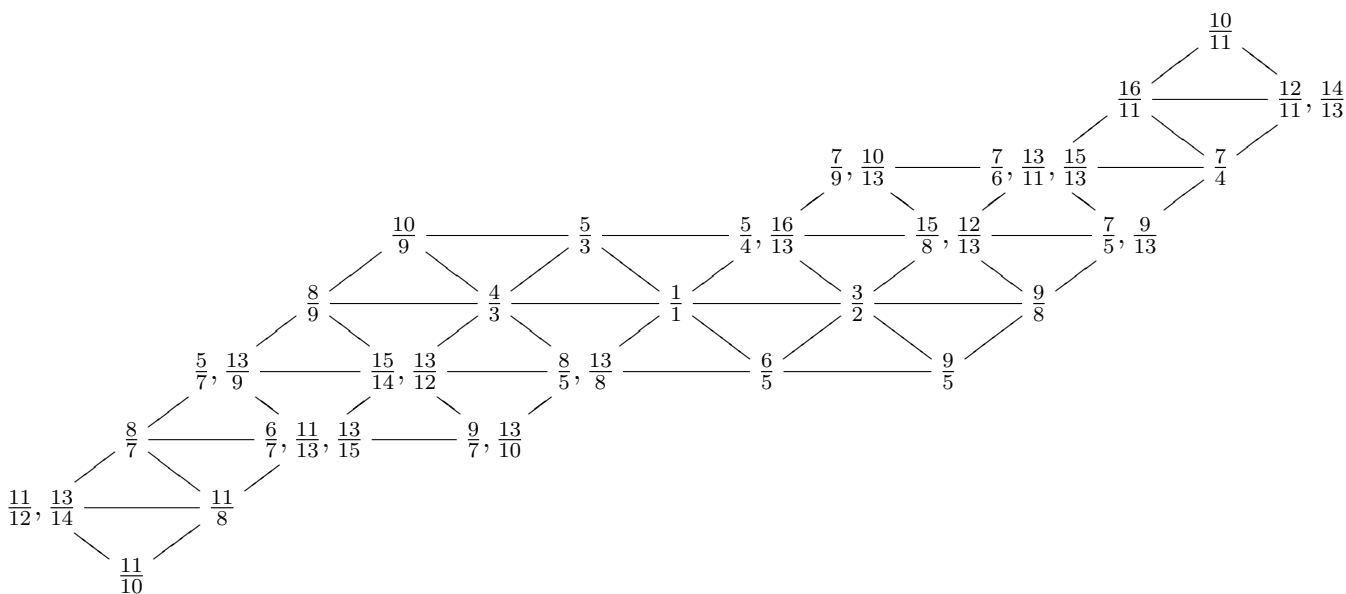 10/11
16/11 12/11, 14/13
7/9, 10/13 7/6, 13/11, 15/13 7/4
10/9 5/3 5/4, 16/13 15/8, 12/13 7/5, 9/13
8/9 4/3 1/1 3/2 9/8
5/7, 13/9 15/14, 13/12 8/5, 13/8 6/5 9/5
8/7 6/7, 11/13, 13/15 9/7, 13/10
11/12, 13/14 11/8
11/10